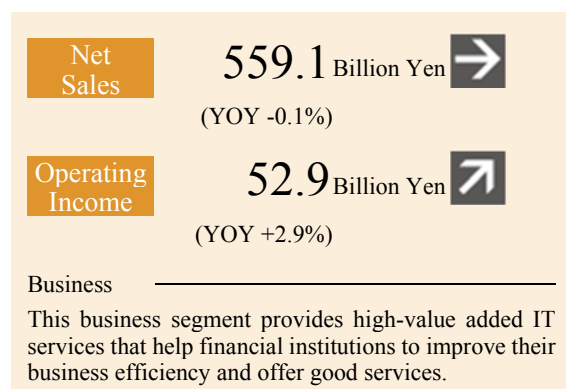 Net
Sales
559.1 Billion Yen
(YOY -0.1%)
Operating
Income
52.9 Billion Yen
(YOY +2.9%)
Business
This business segment provides high-value added IT
services that help financial institutions to improve their
business efficiency and offer good services.